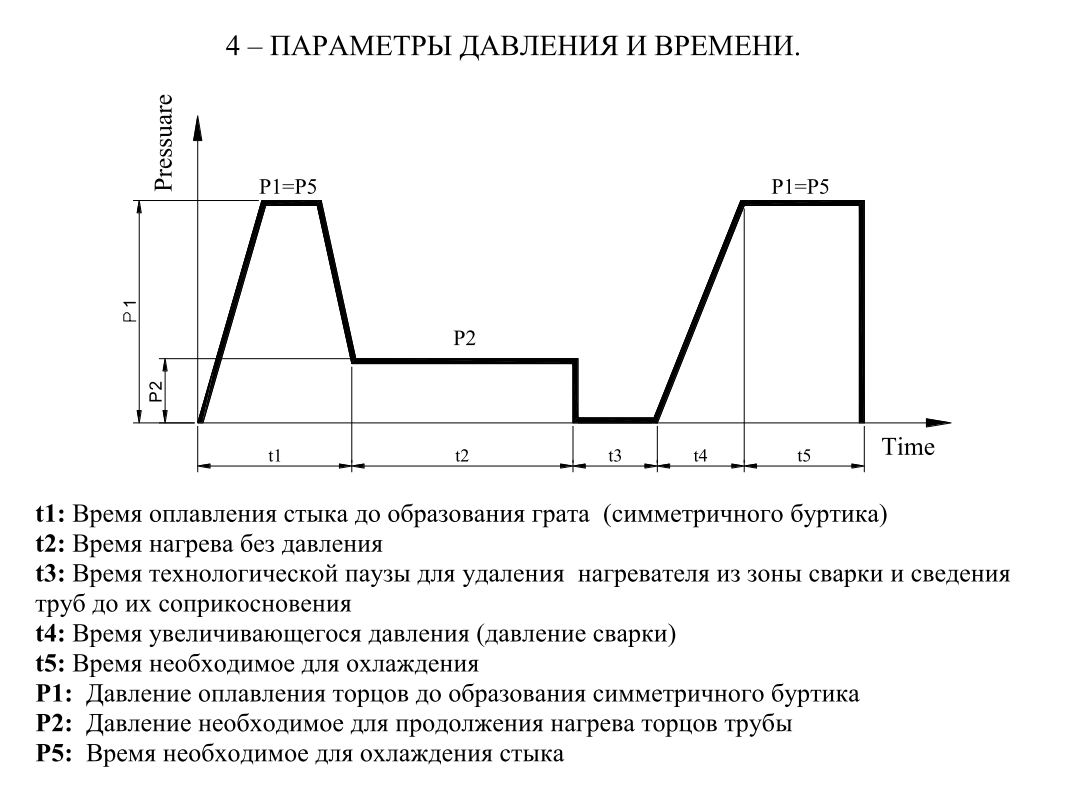 4 – ПАРАМЕТРЫ ДАВЛЕНИЯ И ВРЕМЕНИ.
Pressuare
P1=P5
P1=P5
P1
P2
P2
Time
t1
t2
t3
t4
t5
t1: Время оплавления стыка до образования грата (симметричного буртика)
t2: Время нагрева без давления
t3: Время технологической паузы для удаления нагревателя из зоны сварки и сведения
труб до их соприкосновения
t4: Время увеличивающегося давления (давление сварки)
t5: Время необходимое для охлаждения
P1: Давление оплавления торцов до образования симметричного буртика
P2: Давление необходимое для продолжения нагрева торцов трубы
P5: Время необходимое для охлаждения стыка